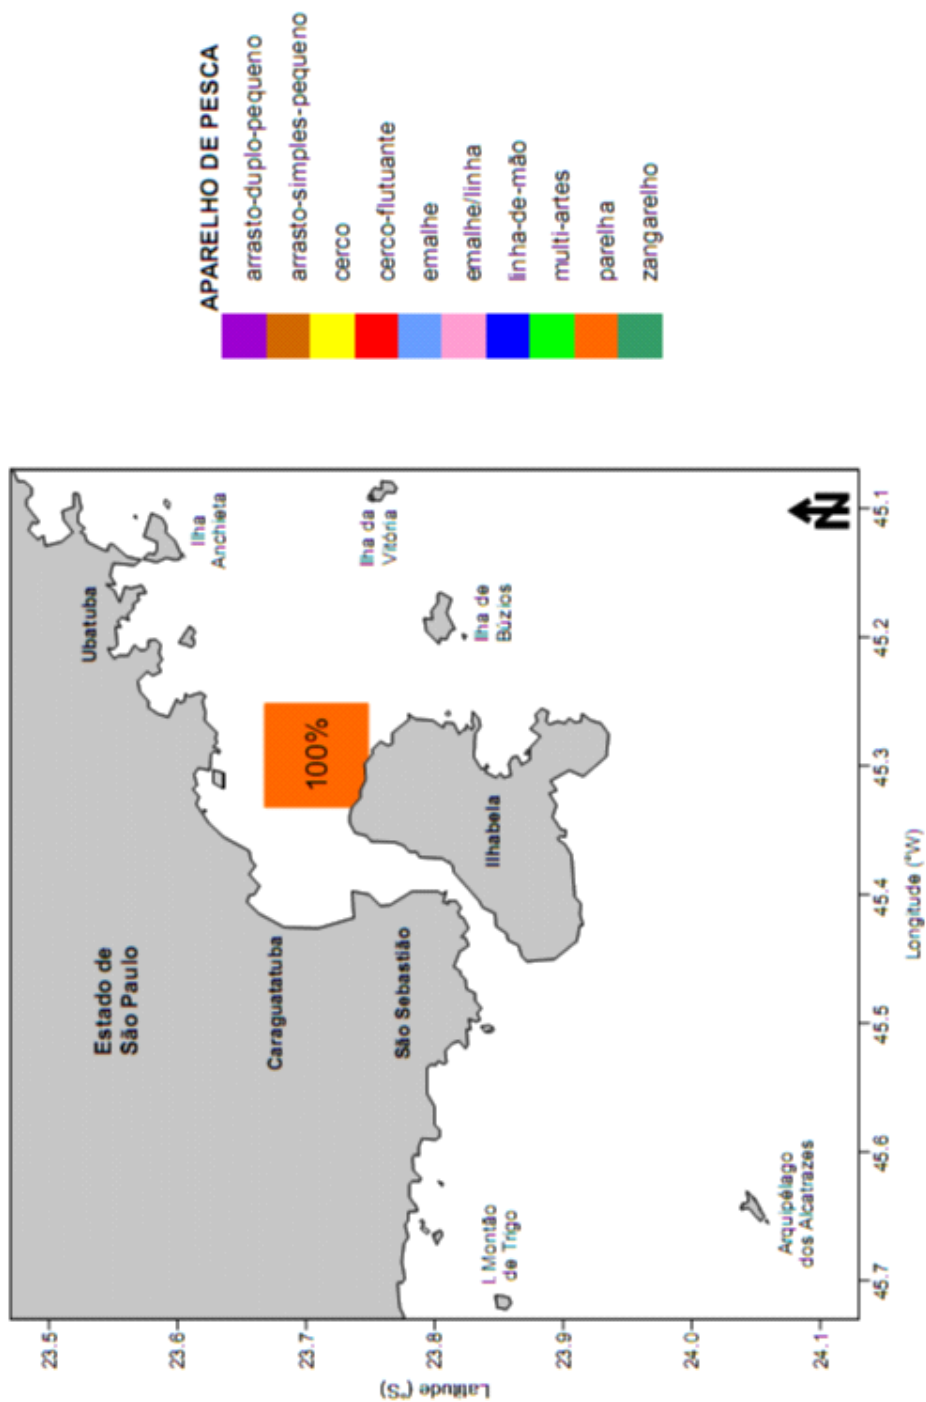 APARELHO DE PESCA
arrasto-duplo-pequeno
arrasto-simples-pequeno
cerco
cerco-flutuante
emalhe
emalhe/linha
linha-de-mão
multi-artes
parelha
zangarelho
Estado de
São Paulo
Ubatuba
Ilha
Anchieta
Caraguatatuba
100%
Ilha da
Vitória
São Sebastião
Ilhabela
Ilha de
Búzios
I. Montão
de Trigo
Arquipélago
dos Alcatrazes
N
23.5
23.6
23.7
23.8
23.9
24.0
24.1
Latitude (°S)
45.7
45.6
45.5
45.4
45.3
45.2
45.1
Longitude (°W)